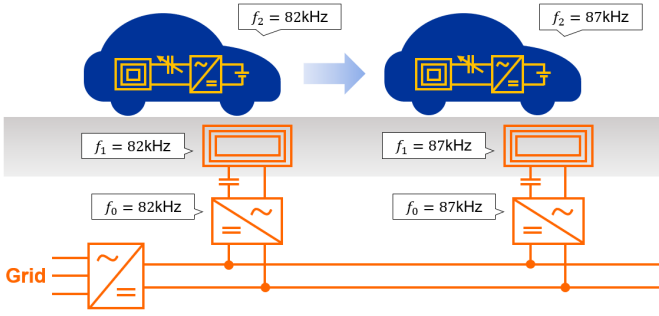 f₂ = 82kHz
f₂ = 87kHz
f₁ = 82kHz
f₁ = 87kHz
f₀ = 82kHz
f₀ = 87kHz
Grid